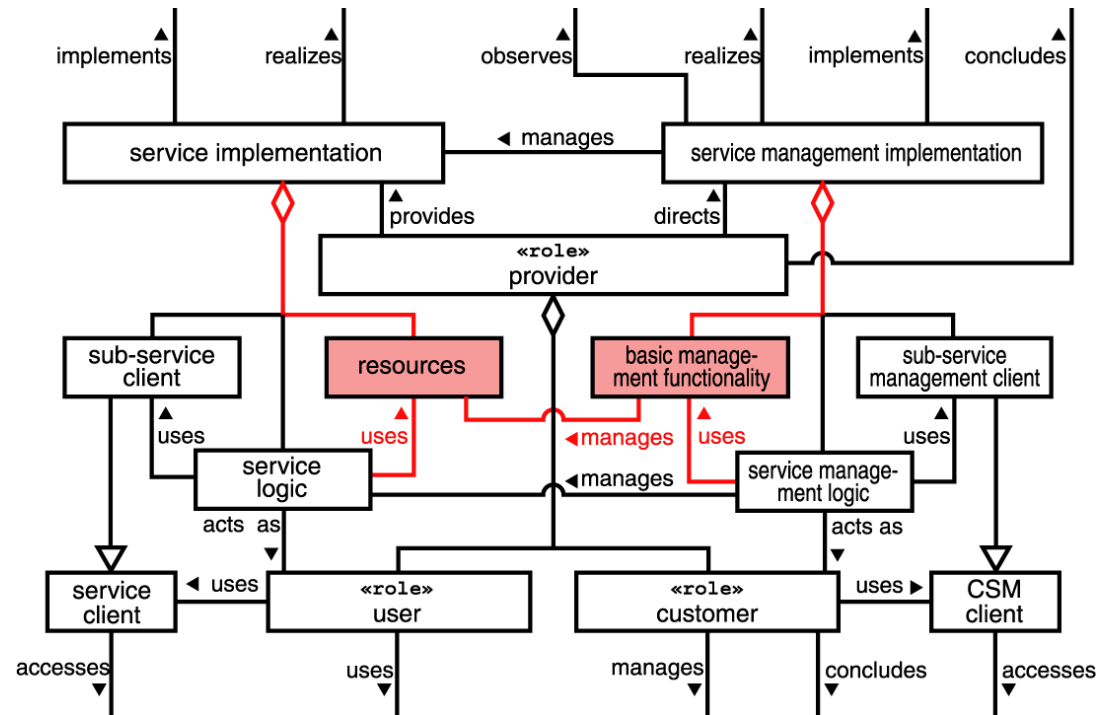 implements
realizes
observes
realizes
implements
concludes
service implementation
manages
service management implementation
provides
directs
«role»
provider
sub-service
client
resources
basic manage-
ment functionality
sub-service
management client
uses
uses
manages
uses
uses
service
logic
manages
service manage-
ment logic
acts as
acts as
service
client
uses
«role»
user
«role»
customer
uses
CSM
client
accesses
uses
manages
concludes
accesses